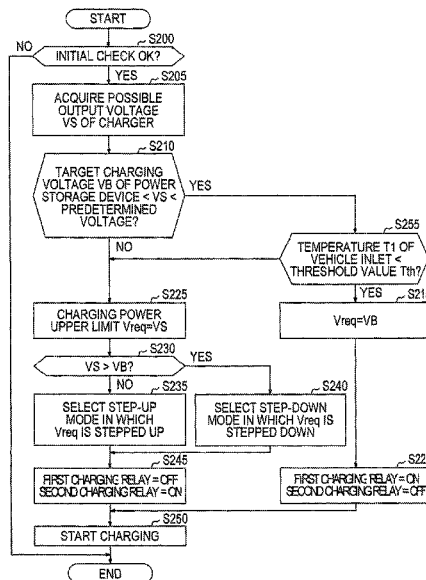 START
S200
NO
INITIAL CHECK OK?
YES
S205
ACQUIRE POSSIBLE
OUTPUT VOLTAGE
VS OF CHARGER
S210
TARGET CHARGING
VOLTAGE VB OF POWER
STORAGE DEVICE < VS <
PREDETERMINED
VOLTAGE?
YES
NO
S255
TEMPERATURE T1 OF
VEHICLE INLET <
THRESHOLD VALUE Tth?
NO
YES
S225
CHARGING POWER
UPPER LIMIT Vreq=VS
S21
Vreq=VB
S230
VS > VB?
YES
NO
S235
SELECT STEP-UP
MODE IN WHICH
Vreq IS STEPPED UP
S240
SELECT STEP-DOWN
MODE IN WHICH Vreq IS
STEPPED DOWN
S245
FIRST CHARGING RELAY = OFF
SECOND CHARGING RELAY = ON
S22
FIRST CHARGING RELAY = ON
SECOND CHARGING RELAY = OFF
S250
START CHARGING
END